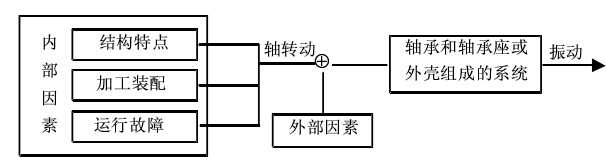 内部因素
结构特点
加工装配
运行故障
轴转动
外部因素
轴承和轴承座或
外壳组成的系统
振动